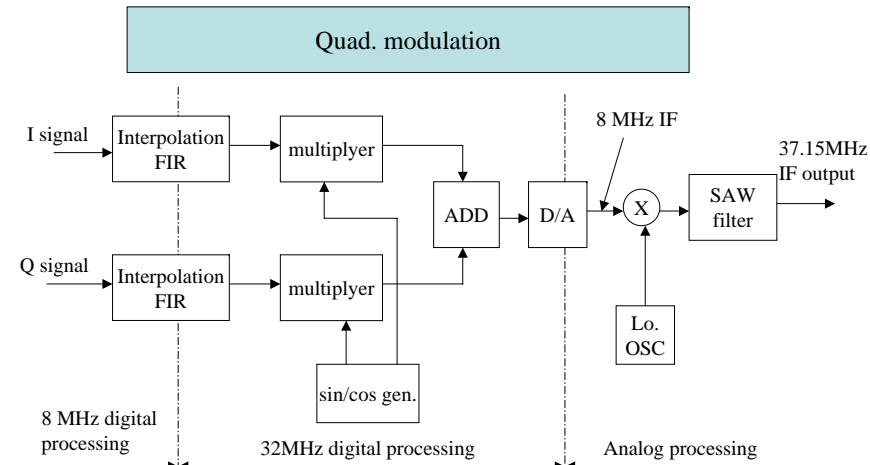 Quad. modulation
I signal
Interpolation
FIR
multiplyer
8 MHz IF
37.15MHz
IF output
ADD
D/A
X
SAW
filter
Q signal
Interpolation
FIR
multiplyer
Lo.
OSC
sin/cos gen.
8 MHz digital
processing
32MHz digital processing
Analog processing